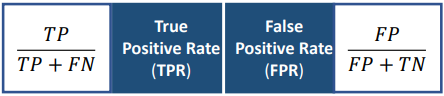 TP
TP + FN
True
Positive Rate
(TPR)
False
Positive Rate
(FPR)
FP
FP + TN